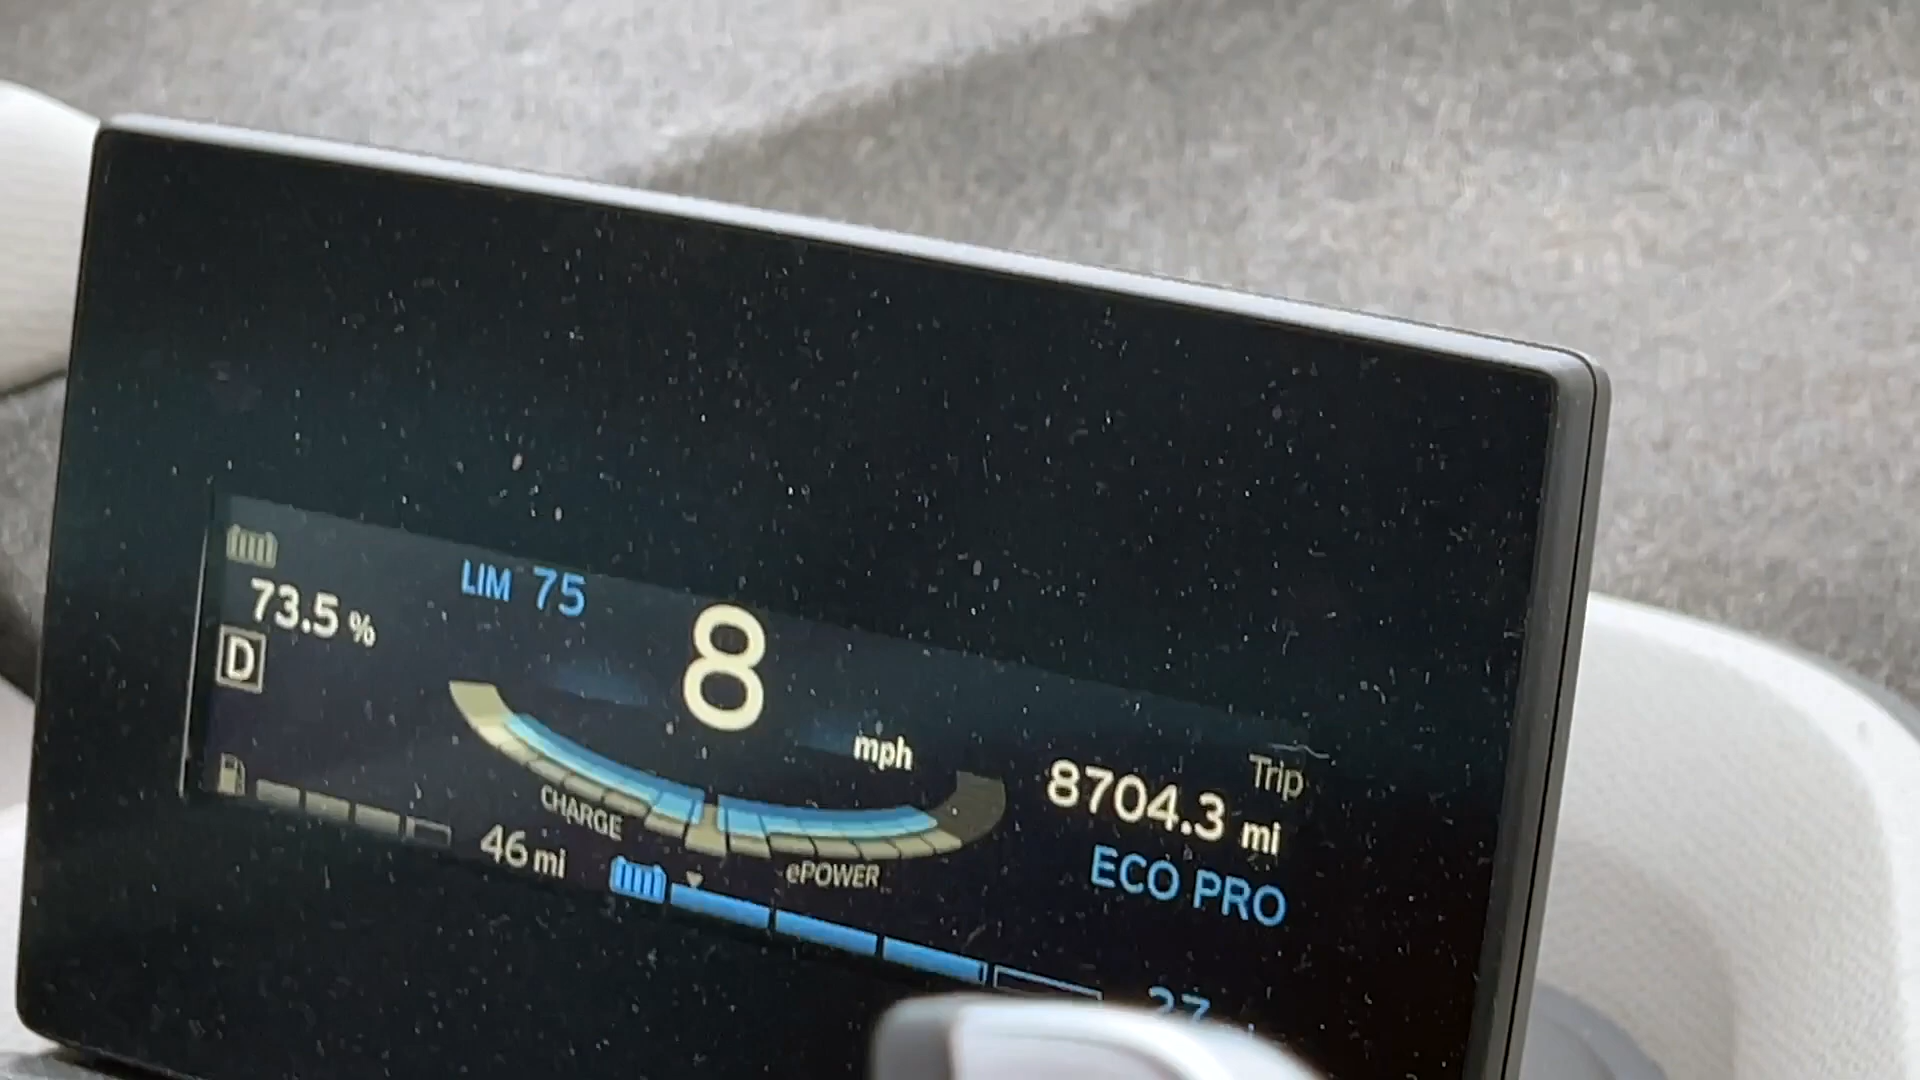 LIM 75
73.5 %
8
D
mph
Trip
8704.3 mi
CHARGE
46 mi
ePOWER
ECO PRO